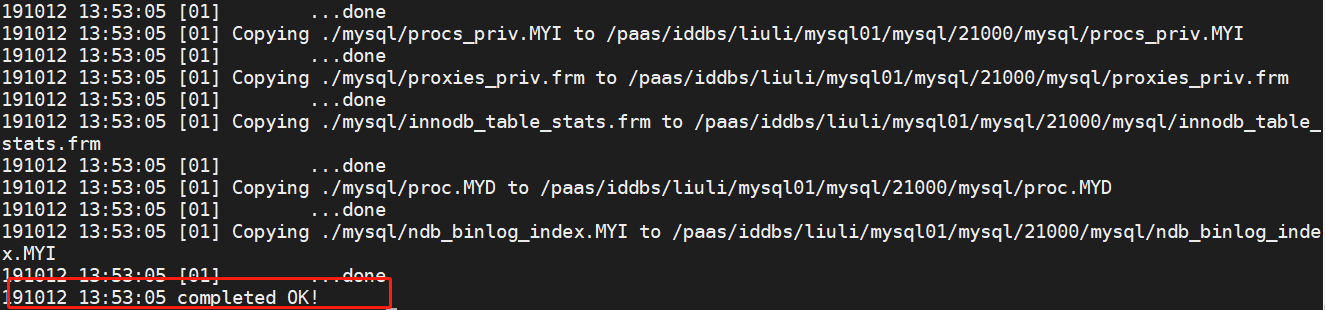 191012 13:53:05 [01]        ...done
191012 13:53:05 [01] Copying ./mysql/procs_priv.MYI to /paas/iddbs/liuli/mysql01/mysql/21000/mysql/procs_priv.MYI
191012 13:53:05 [01]        ...done
191012 13:53:05 [01] Copying ./mysql/proxies_priv.frm to /paas/iddbs/liuli/mysql01/mysql/21000/mysql/proxies_priv.frm
191012 13:53:05 [01]        ...done
191012 13:53:05 [01] Copying ./mysql/innodb_table_stats.frm to /paas/iddbs/liuli/mysql01/mysql/21000/mysql/innodb_table_
stats.frm
191012 13:53:05 [01]        ...done
191012 13:53:05 [01] Copying ./mysql/proc.MYD to /paas/iddbs/liuli/mysql01/mysql/21000/mysql/proc.MYD
191012 13:53:05 [01]        ...done
191012 13:53:05 [01] Copying ./mysql/ndb_binlog_index.MYI to /paas/iddbs/liuli/mysql01/mysql/21000/mysql/ndb_binlog_inde
x.MYI
191012 13:53:05 [01]        ...done
191012 13:53:05 completed OK!